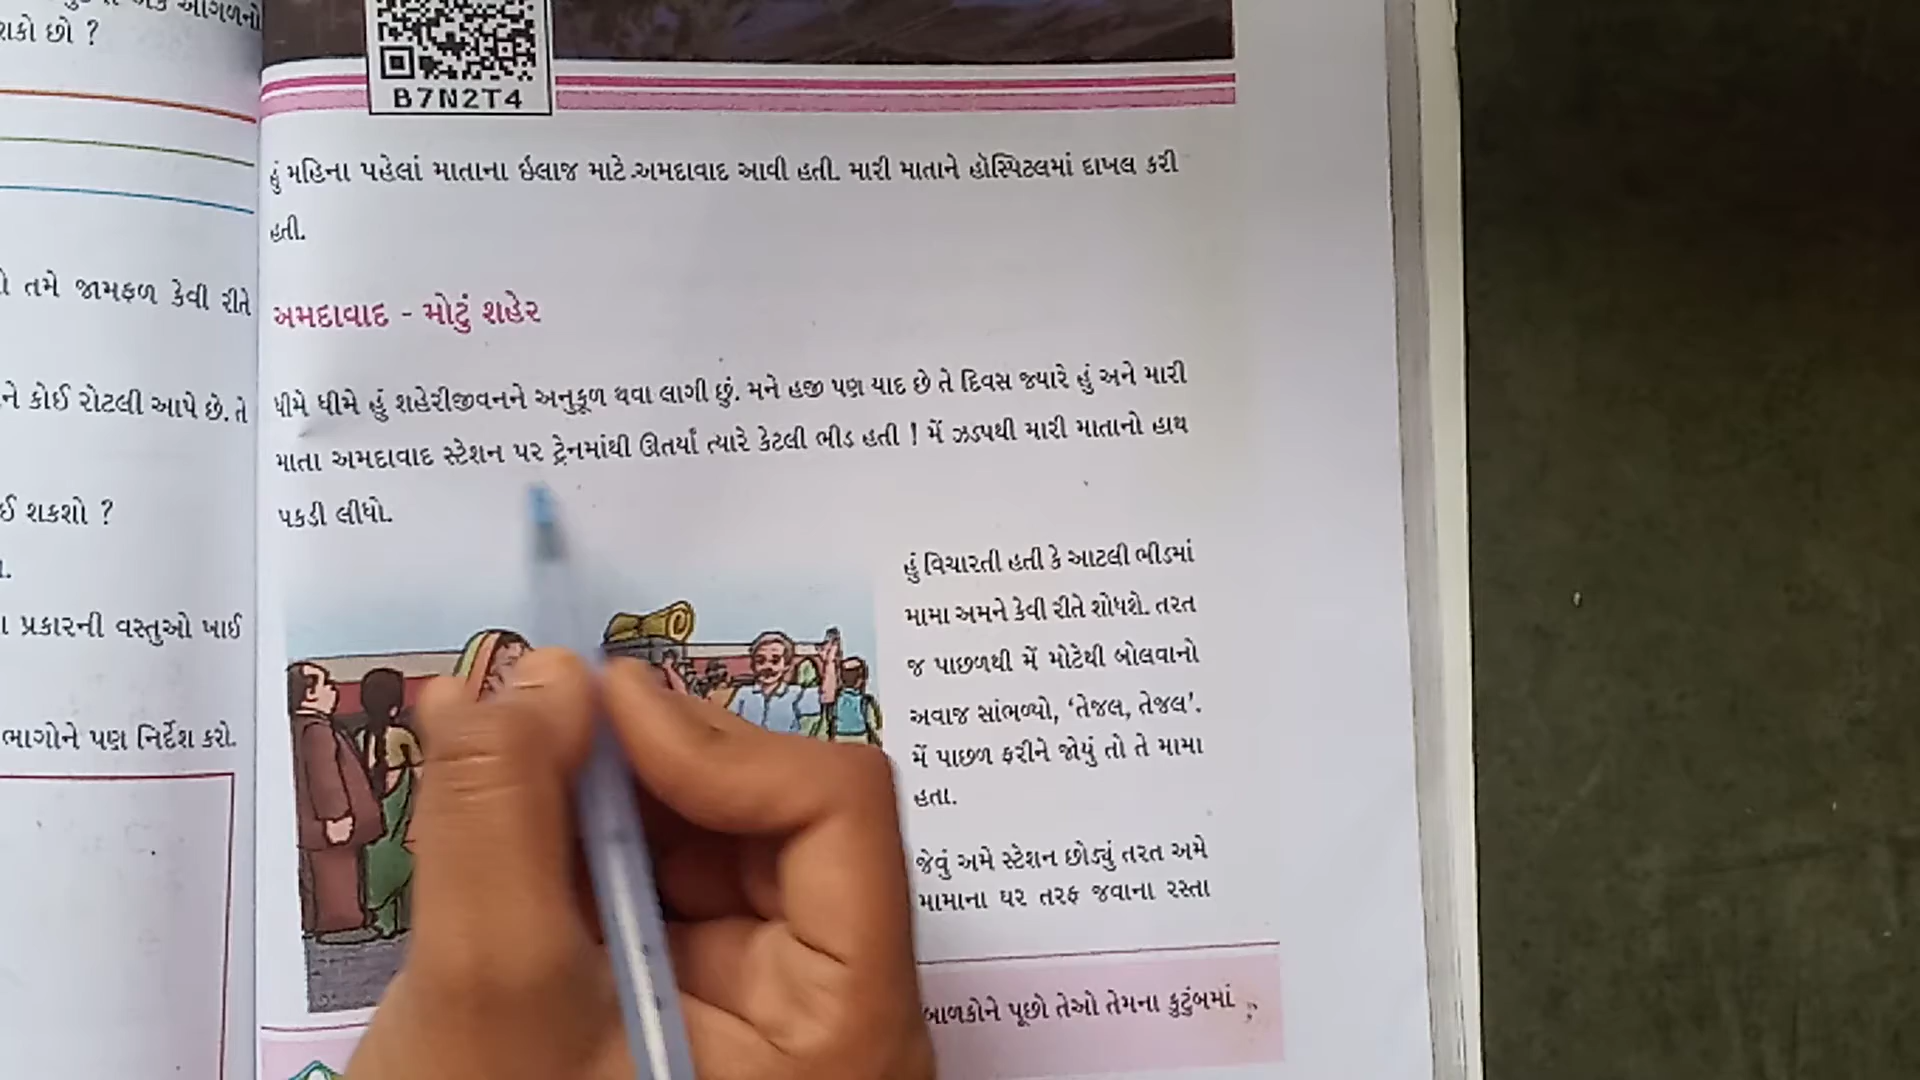 આગળનો
શકો છો ?
તમે જામફળ કેવી રીતે
ને કોઈ રોટલી આપે છે. તે
ઈ શકશો ?
પ્રકારની વસ્તુઓ ખાઈ
ભાગોને પણ નિર્દેશ કરો.
B7N2T4
હું મહિના પહેલાં માતાના ઇલાજ માટે અમદાવાદ આવી હતી. મારી માતાને હૉસ્પિટલમાં દાખલ કરી
હતી.
અમદાવાદ - મોટું શહેર
ધીમે ધીમે હું શહેરીજીવનને અનુકૂળ થવા લાગી છું. મને હજી પણ યાદ છે તે દિવસ જ્યારે હું અને મારી
માતા અમદાવાદ સ્ટેશન પર ટ્રેનમાંથી ઊતર્યાં ત્યારે કેટલી ભીડ હતી ! મેં ઝડપથી મારી માતાનો હાથ
પકડી લીધો.
હું વિચારતી હતી કે આટલી ભીડમાં
મામા અમને કેવી રીતે શોધશે. તરત
જ પાછળથી મેં મોટેથી બોલવાનો
અવાજ સાંભળ્યો, ‘તેજલ, તેજલ’.
મેં પાછળ ફરીને જોયું તો તે મામા
હતા.
જેવું અમે સ્ટેશન છોડ્યું તરત અમે
મામાના ઘર તરફ જવાના રસ્તા
બાળકોને પૂછો તેઓ તેમના કુટુંબમાં